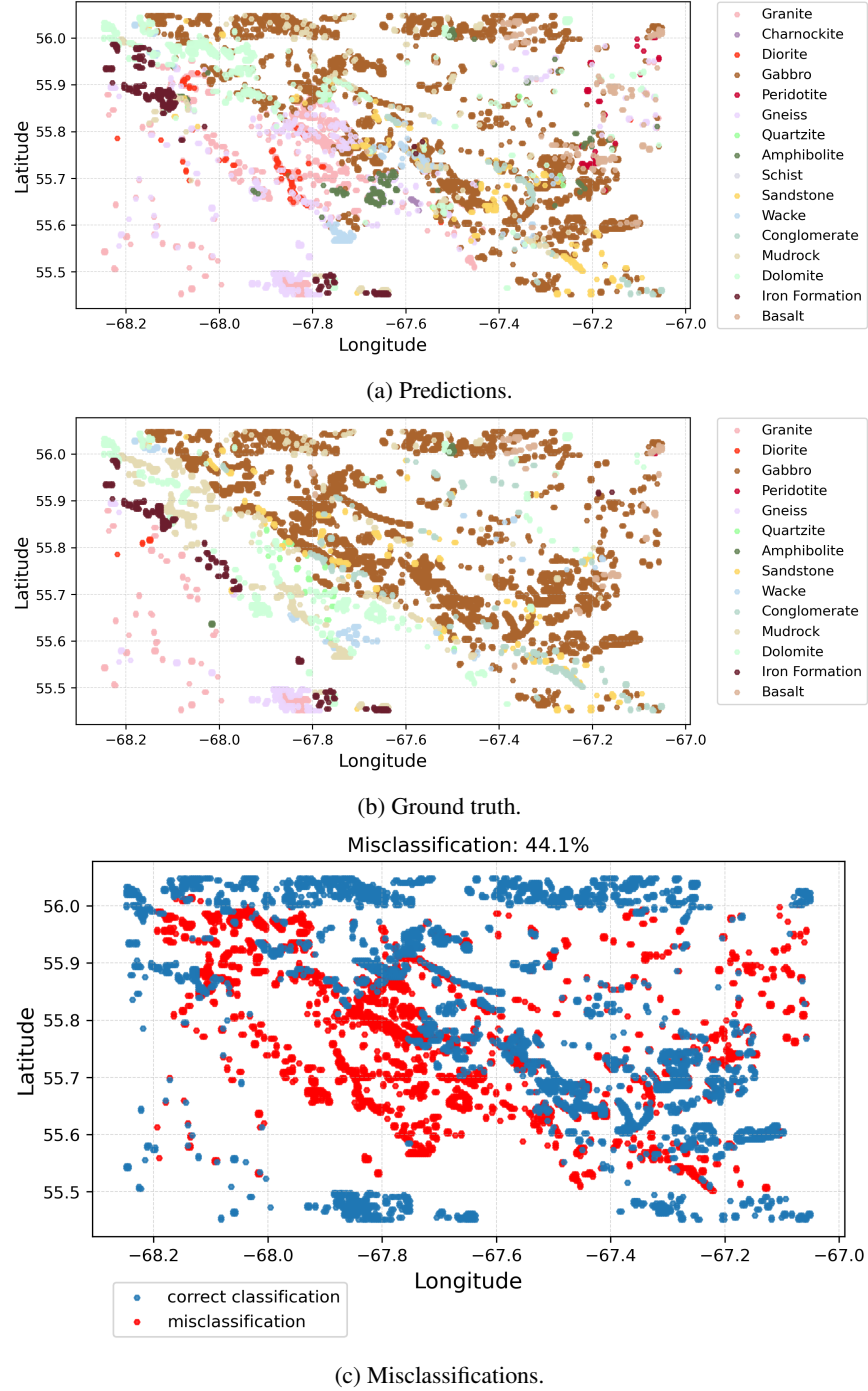 56.0
55.9
55.8
55.7
55.6
55.5
Latitude
−68.2 −68.0 −67.8 −67.6 −67.4 −67.2 −67.0
Longitude
Granite
Charnockite
Diorite
Gabbro
Peridotite
Gneiss
Quartzite
Amphibolite
Schist
Sandstone
Wacke
Conglomerate
Mudrock
Dolomite
Iron Formation
Basalt
(a) Predictions.
56.0
55.9
55.8
55.7
55.6
55.5
Latitude
−68.2 −68.0 −67.8 −67.6 −67.4 −67.2 −67.0
Longitude
Granite
Diorite
Gabbro
Peridotite
Gneiss
Quartzite
Amphibolite
Sandstone
Wacke
Conglomerate
Mudrock
Dolomite
Iron Formation
Basalt
(b) Ground truth.
Misclassification: 44.1%
56.0
55.9
55.8
55.7
55.6
55.5
Latitude
−68.2 −68.0 −67.8 −67.6 −67.4 −67.2 −67.0
Longitude
correct classification
misclassification
(c) Misclassifications.